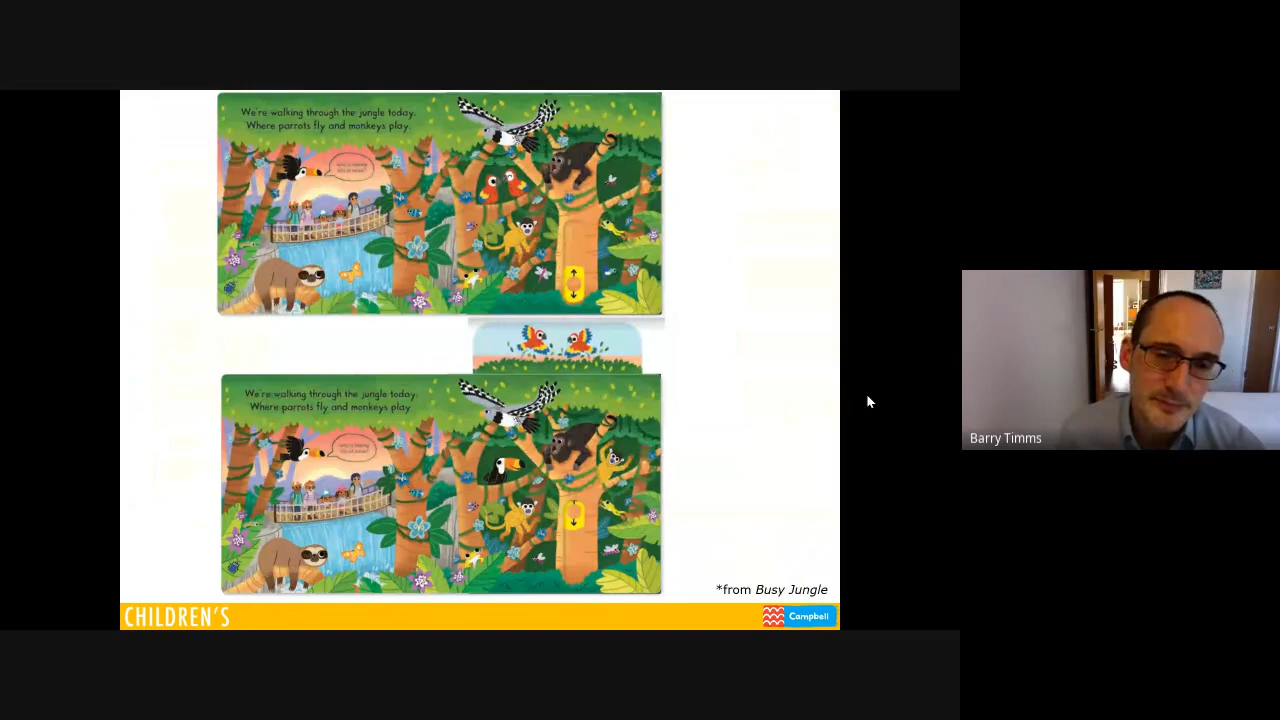 We're walking through the jungle today.
Where parrots fly and monkeys play.
We're walking through the jungle today.
Where parrots fly and monkeys play
*from Busy Jungle
CHILDREN'S
Campbell
Barry Timms